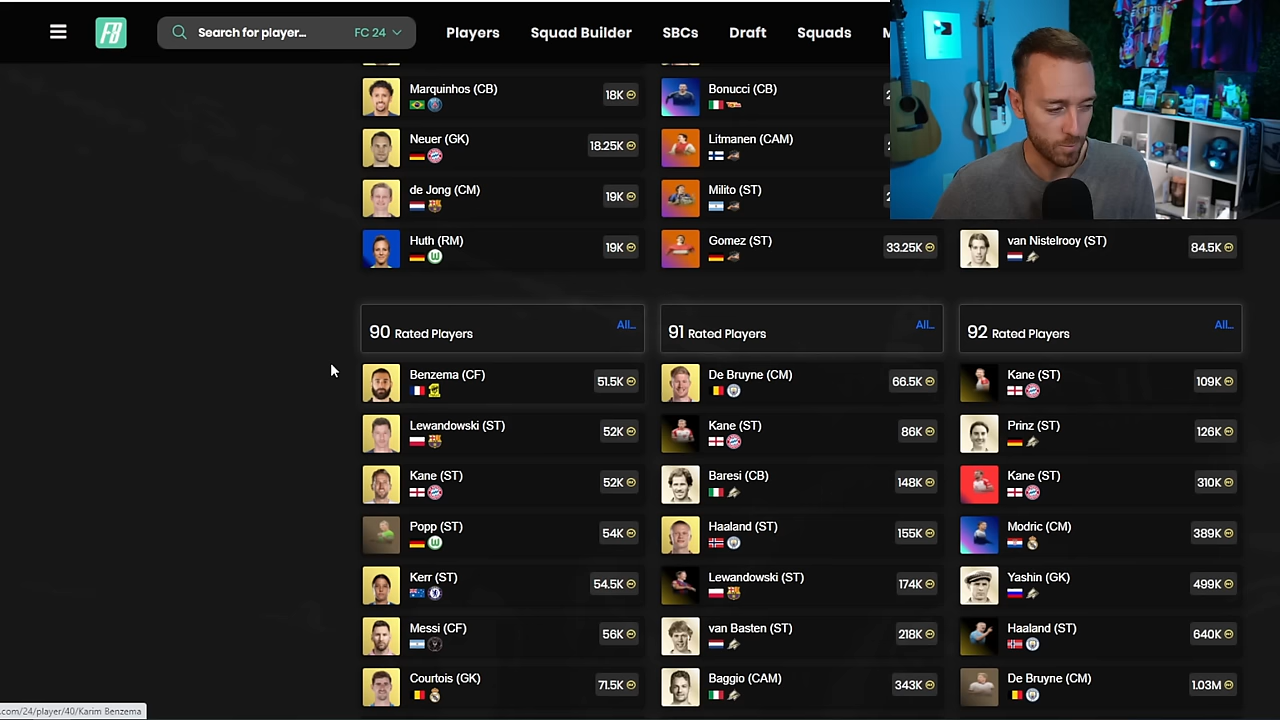 FB
Search for player...
FC 24
Players
Squad Builder
SBCs
Draft
Squads
Marquinhos (CB)
18K
Bonucci (CB)
Neuer (GK)
18.25K
Litmanen (CAM)
de Jong (CM)
19K
Milito (ST)
Huth (RM)
19K
Gomez (ST)
33.25K
van Nistelrooy (ST)
84.5K
90 Rated Players
All...
91 Rated Players
All...
92 Rated Players
All...
Benzema (CF)
51.5K
De Bruyne (CM)
66.5K
Kane (ST)
109K
Lewandowski (ST)
52K
Kane (ST)
86K
Prinz (ST)
126K
Kane (ST)
52K
Baresi (CB)
148K
Kane (ST)
310K
Popp (ST)
54K
Haaland (ST)
155K
Modric (CM)
389K
Kerr (ST)
54.5K
Lewandowski (ST)
174K
Yashin (GK)
499K
Messi (CF)
56K
van Basten (ST)
218K
Haaland (ST)
640K
Courtois (GK)
71.5K
Baggio (CAM)
343K
De Bruyne (CM)
1.03M
.com/24/player/40/Karim Benzema